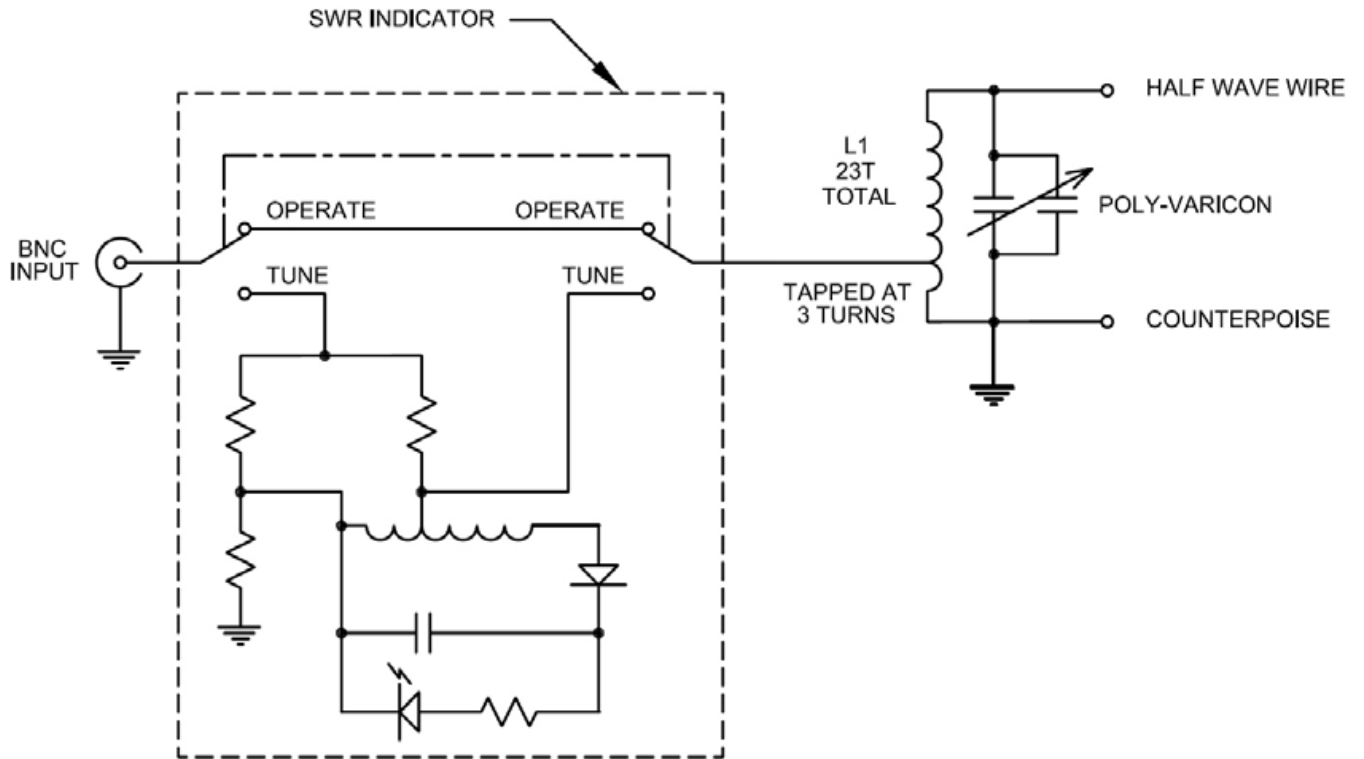 SWR INDICATOR
HALF WAVE WIRE
L1
23T
TOTAL
POLY-VARICON
OPERATE
OPERATE
BNC
INPUT
TUNE
TUNE
TAPPED AT
3 TURNS
COUNTERPOISE